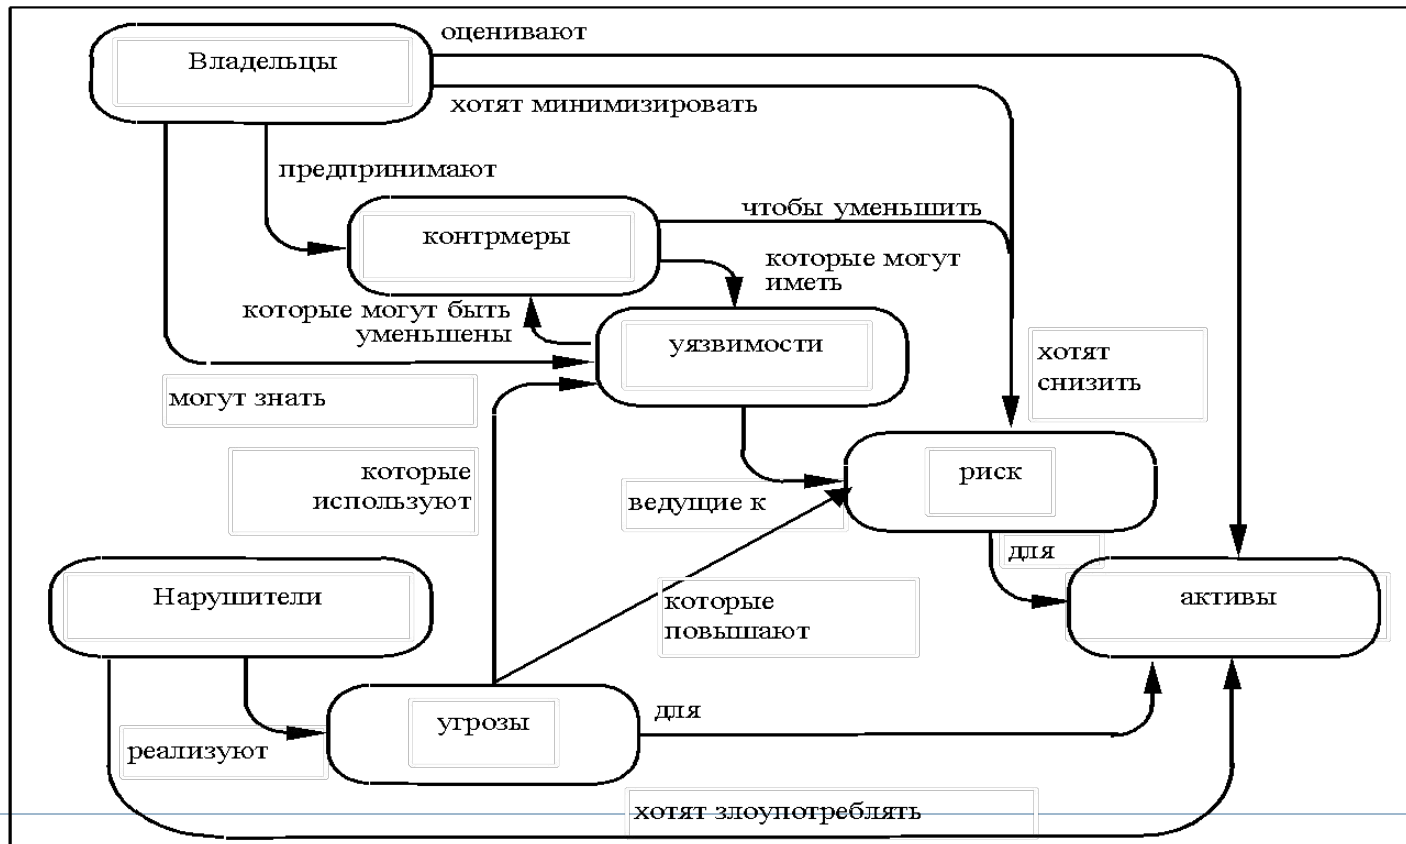 оценивают
Владельцы
хотят минимизировать
предпринимают
чтобы уменьшить
контрмеры
которые могут
иметь
которые могут быть
уменьшены
уязвимости
хотят
снизить
могут знать
которые
используют
риск
ведущие к
для
Нарушители
активы
которые
повышают
угрозы
для
реализуют
хотят злоупотреблять